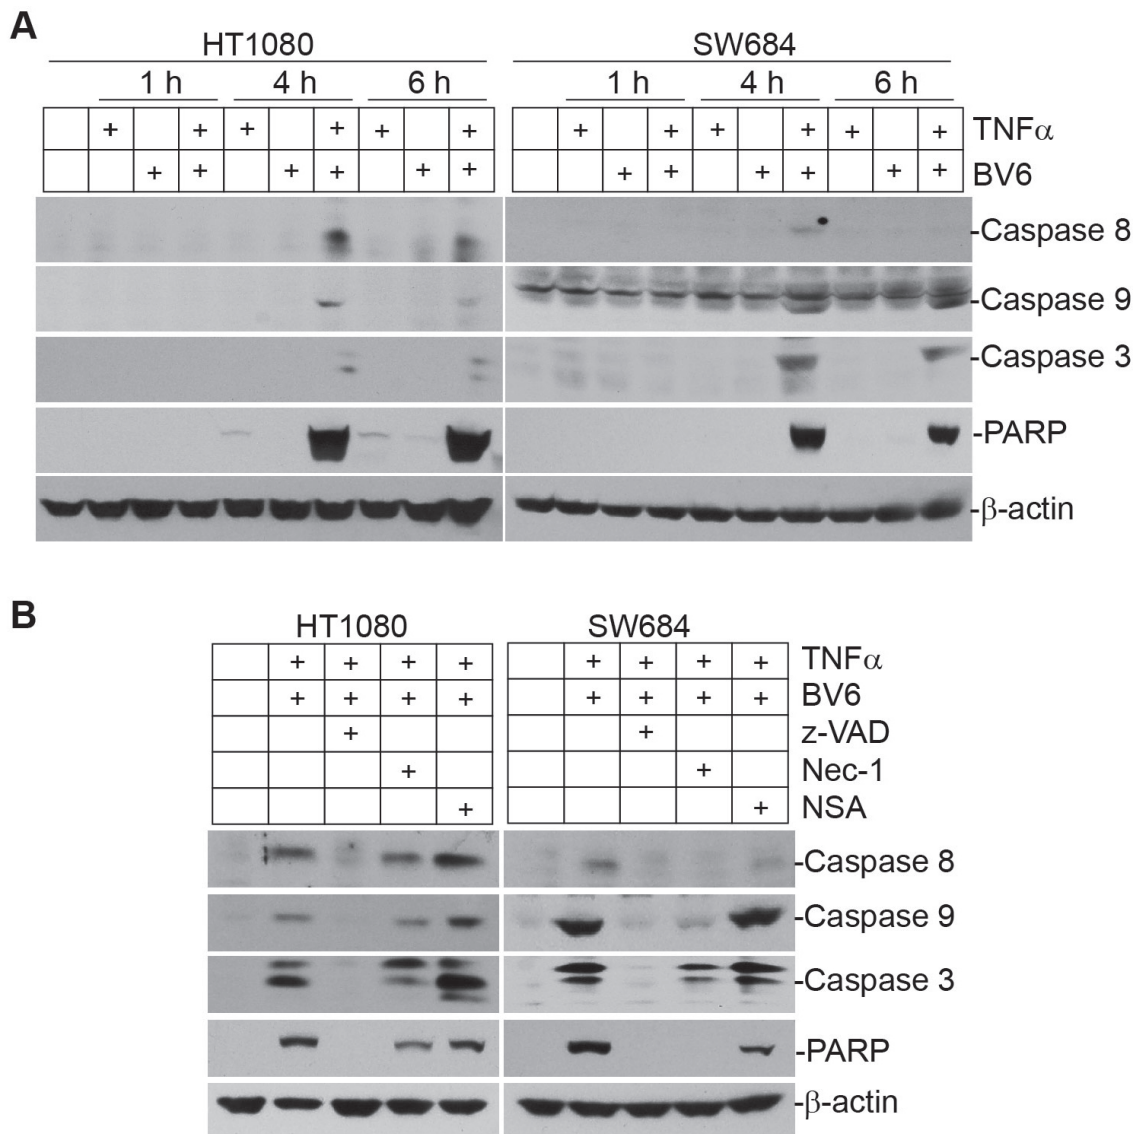 A
HT1080 SW684
1 h 4 h 6 h 1 h 4 h 6 h
+ + + + + + + + + + + + TNFα
+ + + + + + + + + + + + BV6
-Caspase 8
-Caspase 9
-Caspase 3
-PARP
-β-actin
B
HT1080 SW684
+ + + + + + + + TNFα
+ + + + + + + + BV6
+ + z-VAD
+ + Nec-1
+ + NSA
-Caspase 8
-Caspase 9
-Caspase 3
-PARP
-β-actin